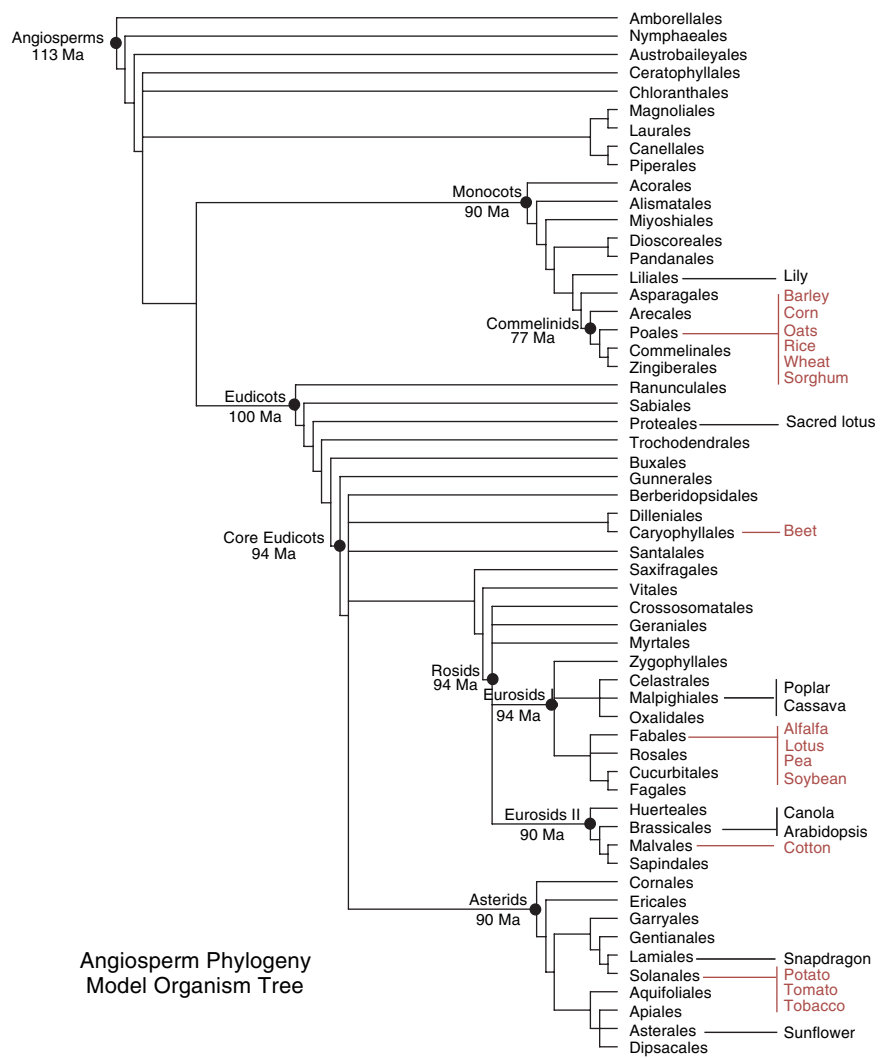 Amborellales
Angiosperms
113 Ma
Nymphaeales
Austrobaileyales
Ceratophyllales
Chloranthales
Magnoliales
Laurales
Canellales
Piperales
Monocots
90 Ma
Acorales
Alismatales
Miyoshiales
Dioscoreales
Pandanales
Liliales
Lily
Asparagales
Arecales
Commelinids
77 Ma
Poales
Barley
Corn
Oats
Rice
Wheat
Sorghum
Commelinales
Zingiberales
Eudicots
100 Ma
Ranunculales
Sabiales
Proteales
Sacred lotus
Trochodendrales
Buxales
Gunnerales
Berberidopsidales
Core Eudicots
94 Ma
Dilleniales
Caryophyllales
Beet
Santalales
Saxifragales
Vitales
Crossosomatales
Geraniales
Myrtales
Rosids
94 Ma
Zygophyllales
Eurosids I
94 Ma
Celastrales
Malpighiales
Poplar
Cassava
Oxalidales
Fabales
Alfalfa
Lotus
Pea
Soybean
Rosales
Cucurbitales
Fagales
Eurosids II
90 Ma
Huerteales
Brassicales
Canola
Arabidopsis
Malvales
Cotton
Sapindales
Asterids
90 Ma
Cornales
Ericales
Garryales
Gentianales
Lamiales
Snapdragon
Solanales
Potato
Tomato
Tobacco
Aquifoliales
Apiales
Asterales
Sunflower
Dipsacales
Angiosperm Phylogeny
Model Organism Tree